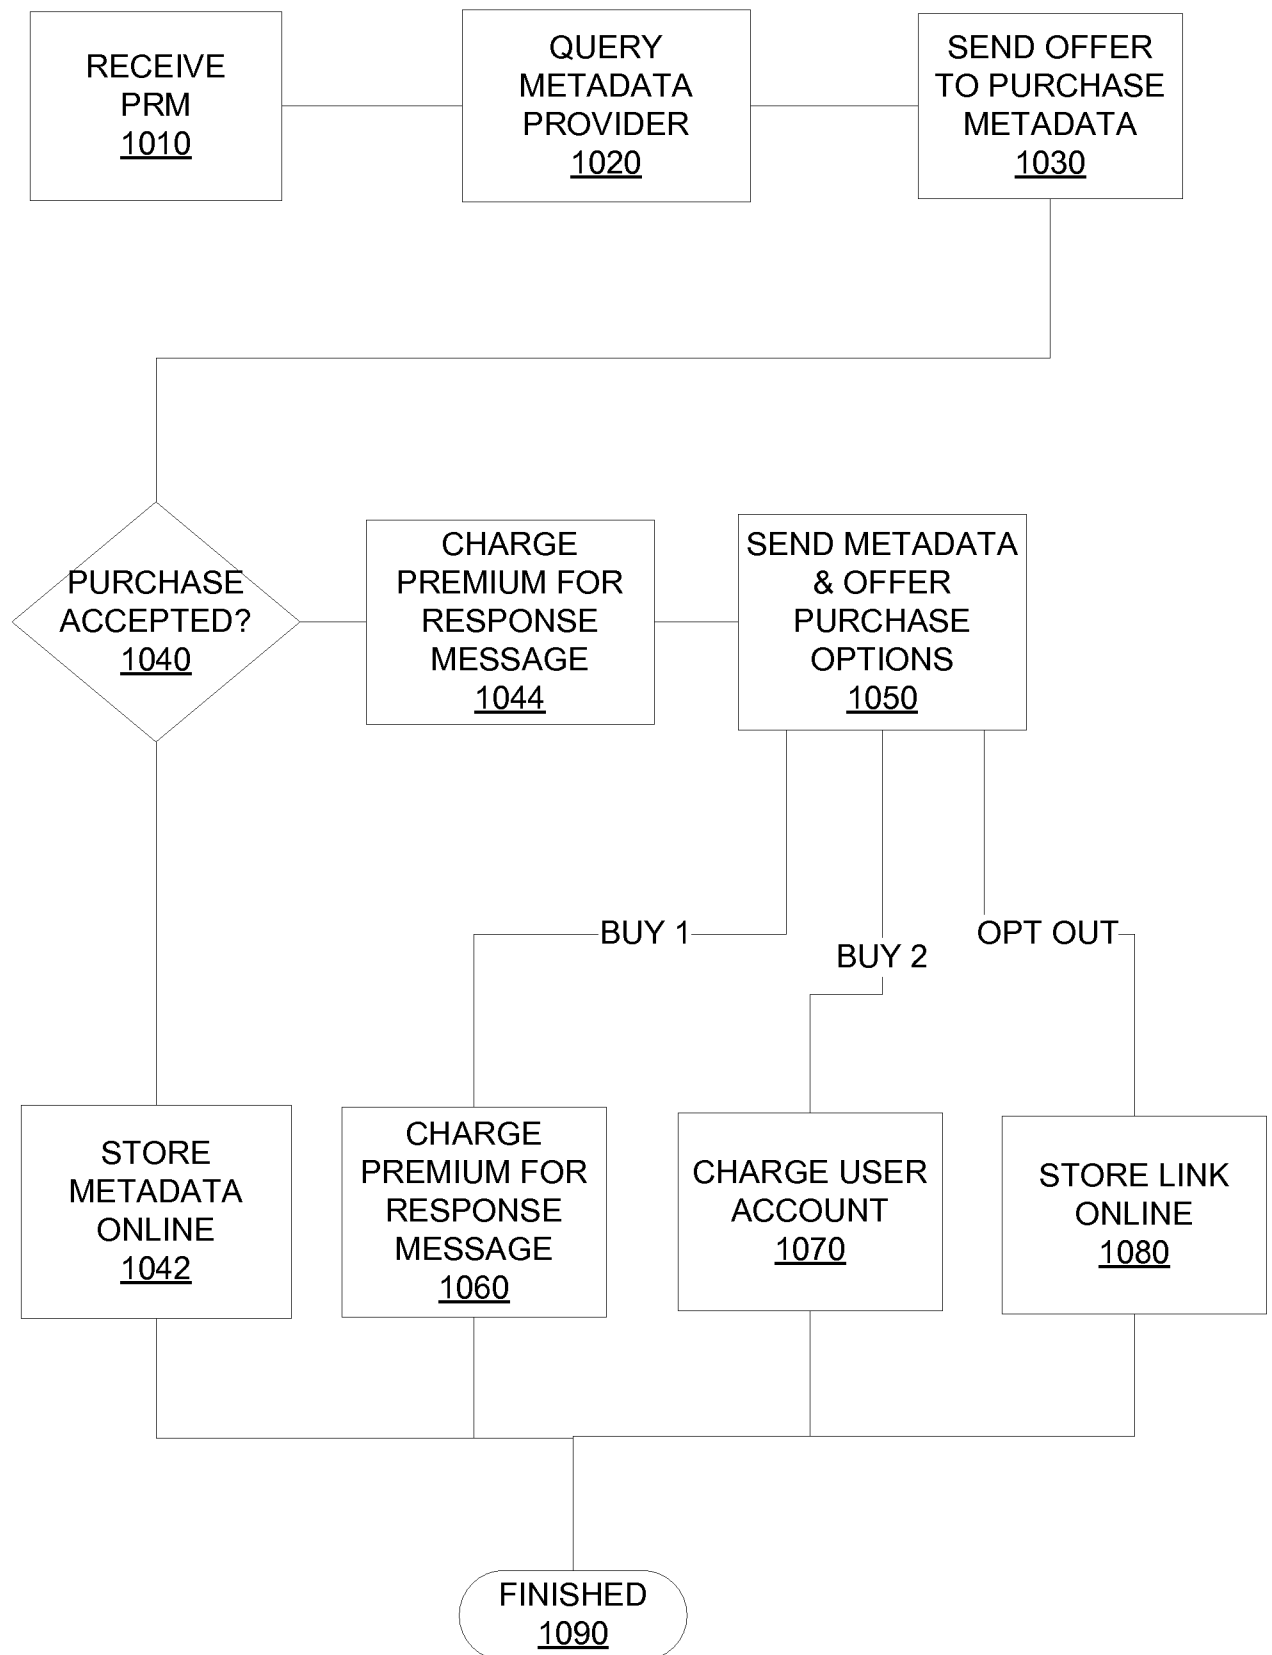 RECEIVE
PRM
1010
QUERY
METADATA
PROVIDER
1020
SEND OFFER
TO PURCHASE
METADATA
1030
PURCHASE
ACCEPTED?
1040
CHARGE
PREMIUM FOR
RESPONSE
MESSAGE
1044
SEND METADATA
& OFFER
PURCHASE
OPTIONS
1050
BUY 1
BUY 2
OPT OUT
STORE
METADATA
ONLINE
1042
CHARGE
PREMIUM FOR
RESPONSE
MESSAGE
1060
CHARGE USER
ACCOUNT
1070
STORE LINK
ONLINE
1080
FINISHED
1090